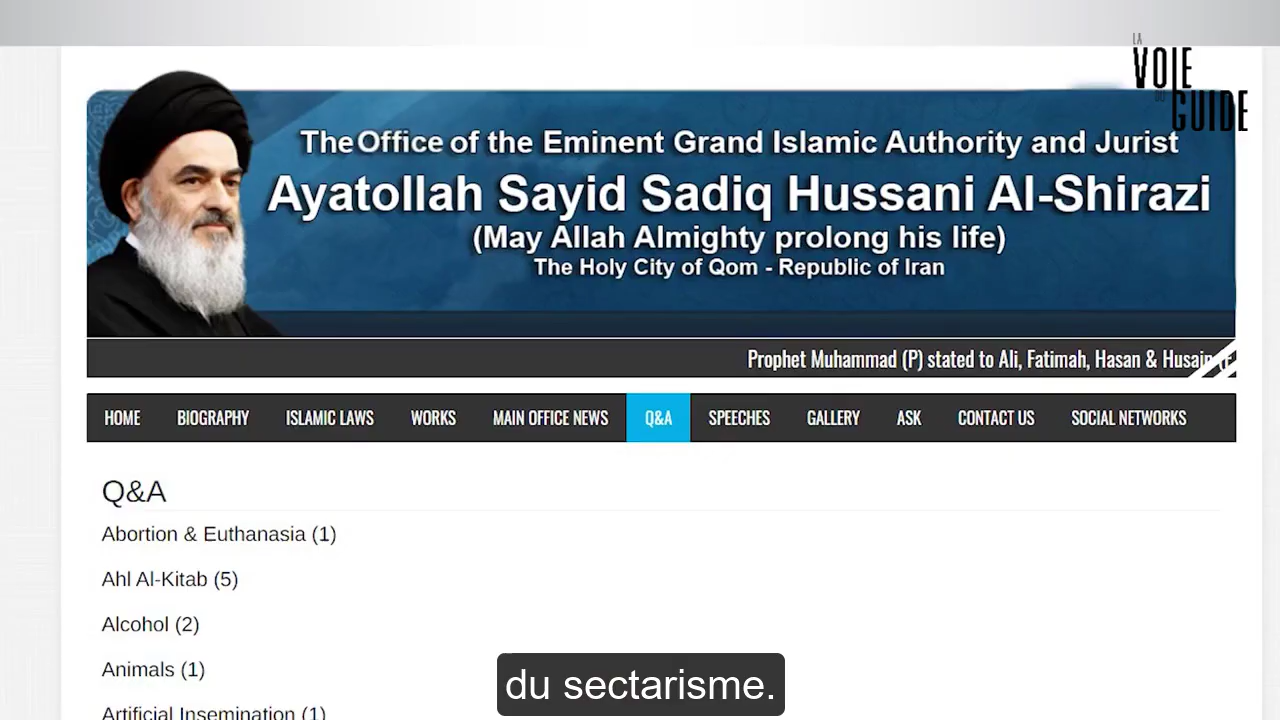 LA
VOIE
DU
GUIDE
The Office of the Eminent Grand Islamic Authority and Jurist
Ayatollah Sayid Sadiq Hussani Al-Shirazi
(May Allah Almighty prolong his life)
The Holy City of Qom - Republic of Iran
Prophet Muhammad (P) stated to Ali, Fatimah, Hasan & Husain
HOME BIOGRAPHY ISLAMIC LAWS WORKS MAIN OFFICE NEWS Q&A SPEECHES GALLERY ASK CONTACT US SOCIAL NETWORKS
Q&A
Abortion & Euthanasia (1)
Ahl Al-Kitab (5)
Alcohol (2)
Animals (1)
Artificial Insemination (1)
du sectarisme.